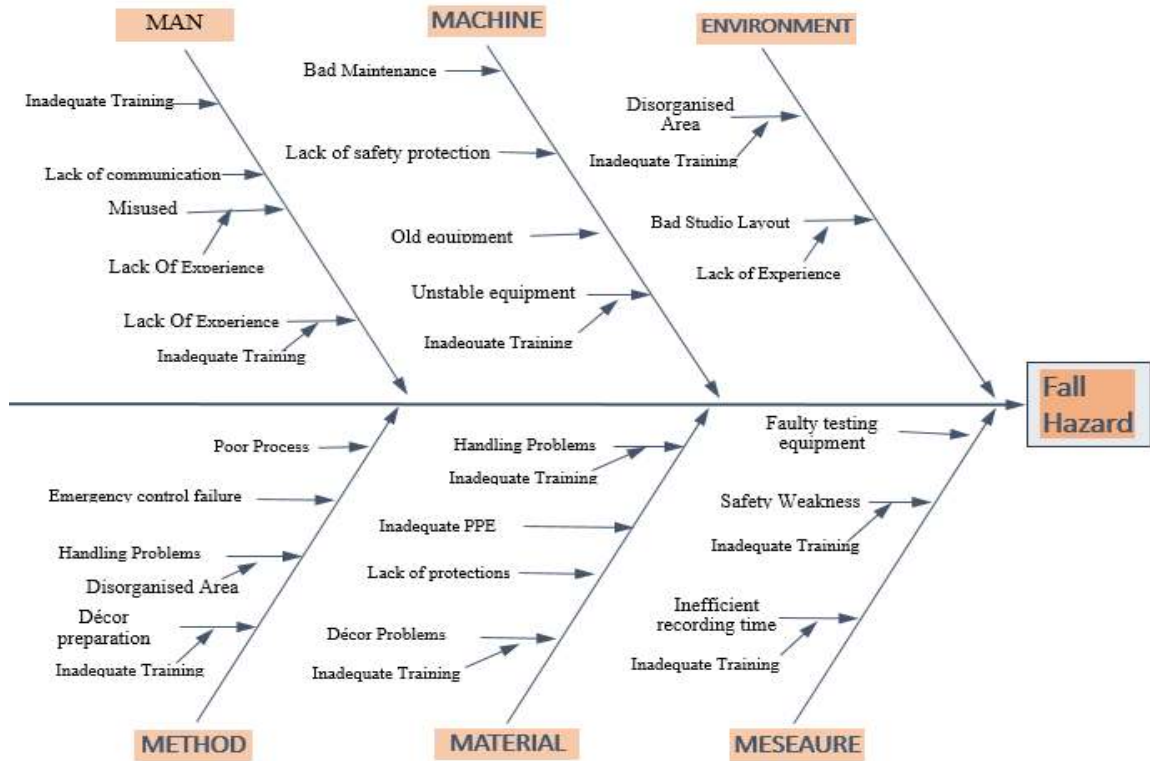 MAN
MACHINE
ENVIRONMENT
Bad Maintenance
Inadequate Training
Disorganised
Area
Lack of safety protection
Inadequate Training
Lack of communication
Misused
Bad Studio Layout
Old equipment
Lack Of Experience
Lack of Experience
Unstable equipment
Lack Of Experience
Inadequate Training
Inadequate Training
Fall
Hazard
Faulty testing
equipment
Poor Process
Handling Problems
Inadequate Training
Emergency control failure
Safety Weakness
Inadequate PPE
Inadequate Training
Handling Problems
Disorganised Area
Lack of protections
Inefficient
recording time
Décor
preparation
Décor Problems
Inadequate Training
Inadequate Training
Inadequate Training
METHOD
MATERIAL
MESEAURE